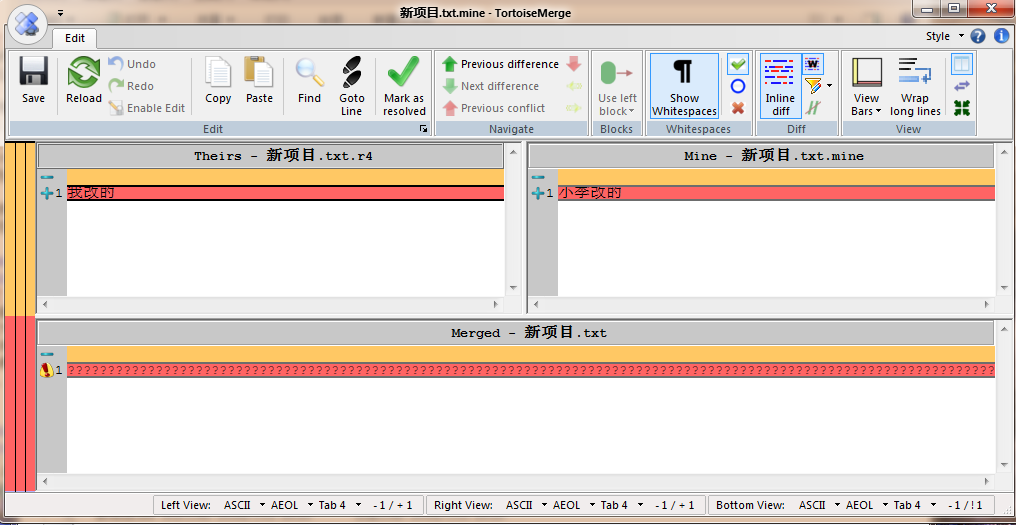 新项目.txt.mine - TortoiseMerge
Edit
Style
Save
Reload
Undo
Redo
Enable Edit
Copy
Paste
Find
Goto Line
Mark as resolved
Edit
Previous difference
Next difference
Previous conflict
Navigate
Use left block
Blocks
Show Whitespaces
Whitespaces
Inline diff
Diff
View Bars
Wrap long lines
View
Theirs - 新项目.txt.r4
Mine - 新项目.txt.mine
1 我改的
1 小李改的
Merged - 新项目.txt
1
Left View: ASCII AEOL Tab 4 - 1 / + 1
Right View: ASCII AEOL Tab 4 - 1 / + 1
Bottom View: ASCII AEOL Tab 4 - 1 / ! 1